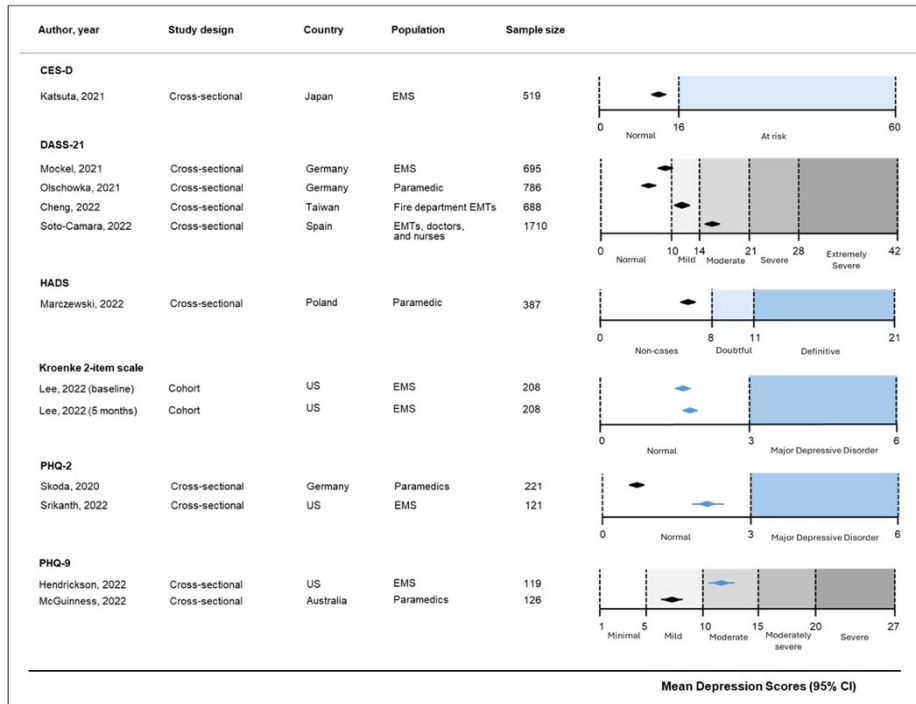 Author, year Study design Country Population Sample size
CES-D
Katsuta, 2021 Cross-sectional Japan EMS 519
0 16 60
Normal At risk
DASS-21
Mockel, 2021 Cross-sectional Germany EMS 695
Olschowka, 2021 Cross-sectional Germany Paramedic 786
Cheng, 2022 Cross-sectional Taiwan Fire department EMTs 688
Soto-Camara, 2022 Cross-sectional Spain EMTs, doctors, 1710
and nurses
0 10 14 21 28 42
Normal Mild Moderate Severe Extremely
Severe
HADS
Marczewski, 2022 Cross-sectional Poland Paramedic 387
0 8 11 21
Non-cases Doubtful Definitive
Kroenke 2-item scale
Lee, 2022 (baseline) Cohort US EMS 208
Lee, 2022 (5 months) Cohort US EMS 208
0 3 6
Normal Major Depressive Disorder
PHQ-2
Skoda, 2020 Cross-sectional Germany Paramedics 221
Srikanth, 2022 Cross-sectional US EMS 121
0 3 6
Normal Major Depressive Disorder
PHQ-9
Hendrickson, 2022 Cross-sectional US EMS 119
McGuinness, 2022 Cross-sectional Australia Paramedics 126
1 5 10 15 20 27
Minimal Mild Moderate Moderately Severe
severe
Mean Depression Scores (95% CI)